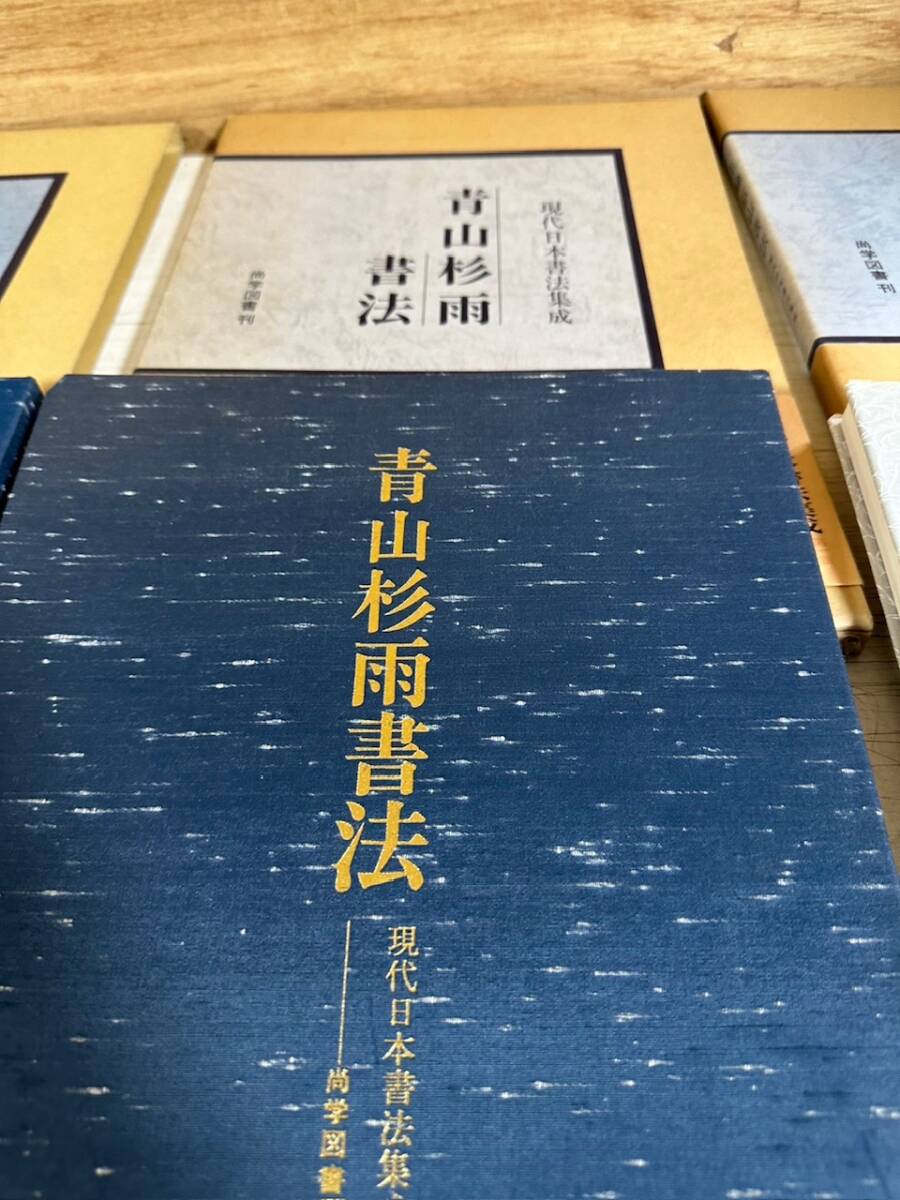 現代日本書法集成
青山杉雨
書法
尚学図書 刊
尚学図書 刊
青山杉雨書法
現代日本書法集
尚学図書